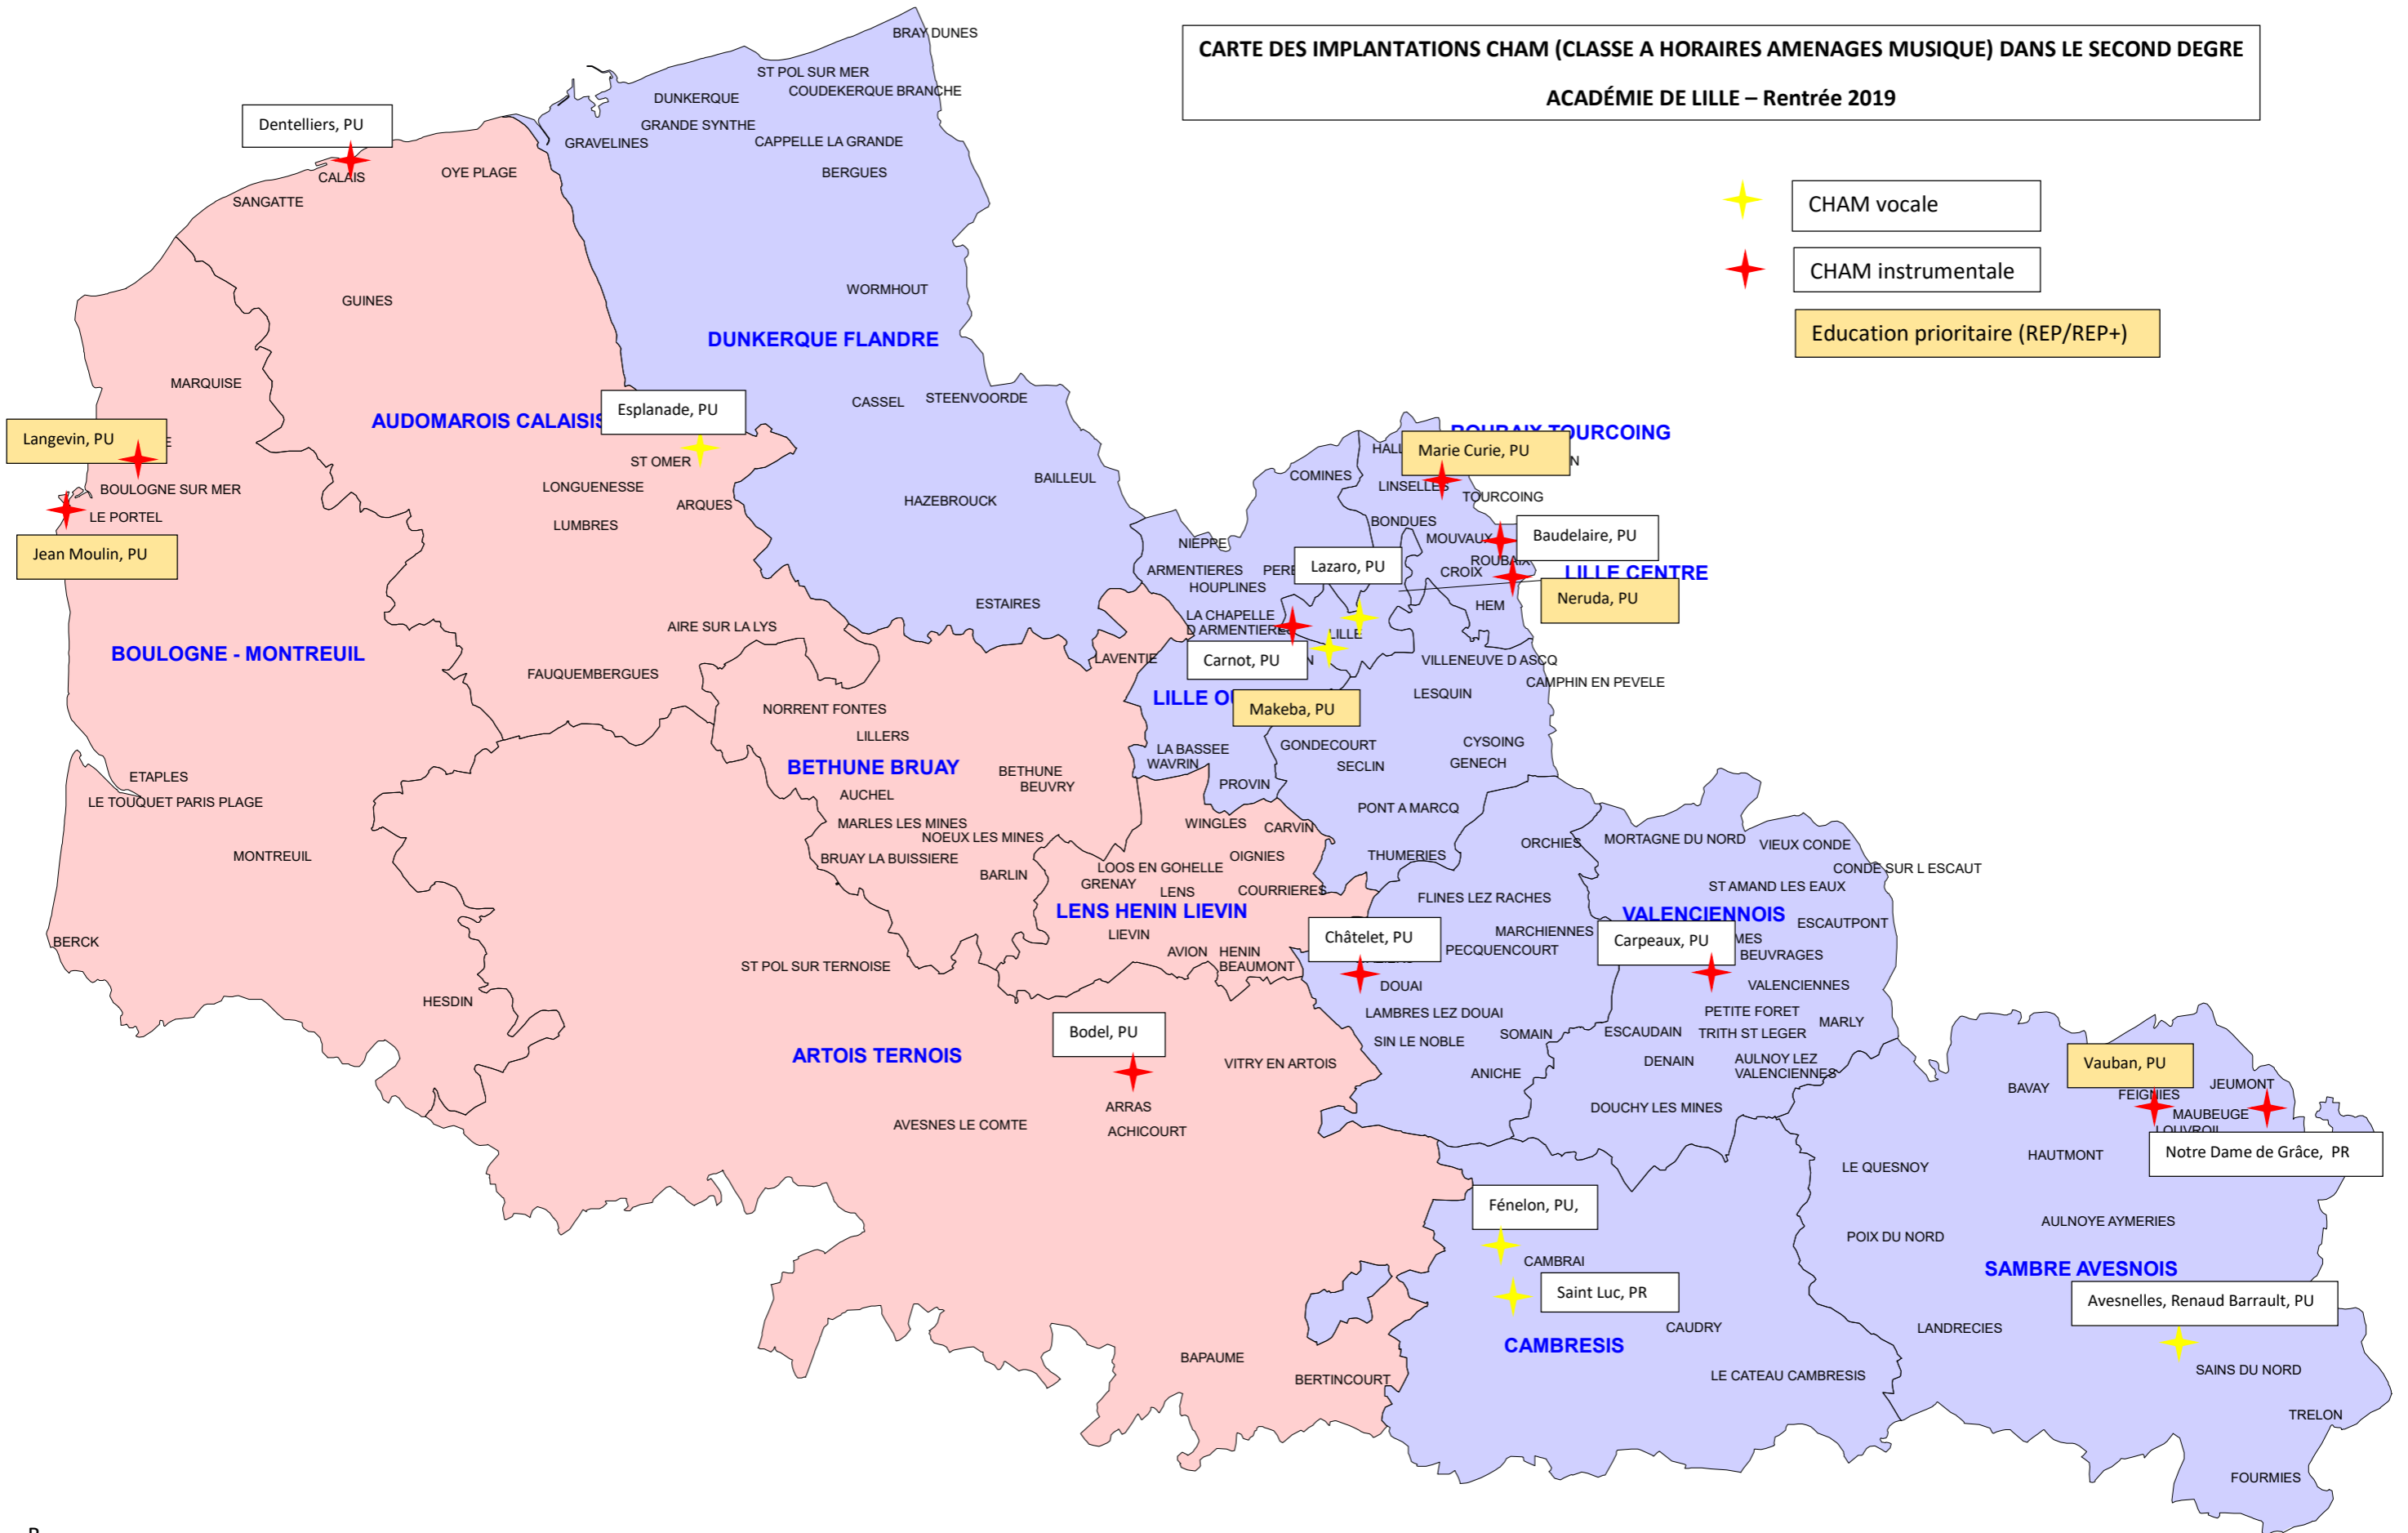 CARTE DES IMPLANTATIONS CHAM (CLASSE A HORAIRES AMENAGES MUSIQUE) DANS LE SECOND DEGRE
ACADÉMIE DE LILLE – Rentrée 2019
CHAM vocale
CHAM instrumentale
Education prioritaire (REP/REP+)
BRAY DUNES
ST POL SUR MER
COUDEKERQUE BRANCHE
DUNKERQUE
GRANDE SYNTHE
GRAVELINES
CAPPELLE LA GRANDE
BERGUES
WORMHOUT
DUNKERQUE FLANDRE
CASSEL
STEENVOORDE
BAILLEUL
HAZEBROUCK
ESTAIRES
Dentelliers, PU
CALAIS
OYE PLAGE
SANGATTE
GUINES
AUDOMAROIS CALAISIS
Esplanade, PU
ST OMER
LONGUENESSE
ARQUES
LUMBRES
AIRE SUR LA LYS
FAUQUEMBERGUES
MARQUISE
Langevin, PU
BOULOGNE SUR MER
LE PORTEL
Jean Moulin, PU
BOULOGNE - MONTREUIL
ETAPLES
LE TOUQUET PARIS PLAGE
MONTREUIL
BERCK
HESDIN
ROUBAIX TOURCOING
Marie Curie, PU
COMINES
LINSELLES
TOURCOING
BONDUES
MOUVAUX
Baudelaire, PU
ROUBAIX
CROIX
LILLE CENTRE
Neruda, PU
HEM
NIEPPE
Lazaro, PU
ARMENTIERES
HOUPLINES
LA CHAPELLE
D ARMENTIERES
LILLE
Carnot, PU
LAVENTIE
VILLENEUVE D ASCQ
CAMPHIN EN PEVELE
LESQUIN
LILLE
Makeba, PU
LA BASSEE
WAVRIN
GONDECOURT
SECLIN
CYSOING
GENECH
PROVIN
PONT A MARCQ
THUMERIES
NORRENT FONTES
LILLERS
BETHUNE BRUAY
BETHUNE
BEUVRY
AUCHEL
MARLES LES MINES
NOEUX LES MINES
BRUAY LA BUISSIERE
BARLIN
WINGLES
CARVIN
OIGNIES
LOOS EN GOHELLE
GRENAY
LENS
COURRIERES
LENS HENIN LIEVIN
LIEVIN
AVION
HENIN
BEAUMONT
ORCHIES
FLINES LEZ RACHES
MARCHIENNES
PECQUENCOURT
Châtelet, PU
DOUAI
LAMBRES LEZ DOUAI
SIN LE NOBLE
SOMAIN
ANICHE
MORTAGNE DU NORD
VIEUX CONDE
CONDE SUR L ESCAUT
ST AMAND LES EAUX
VALENCIENNOIS
ESCAUTPONT
Carpeaux, PU
BEUVRAGES
VALENCIENNES
PETITE FORET
TRITH ST LEGER
MARLY
ESCAUDAIN
DENAIN
AULNOY LEZ
VALENCIENNES
DOUCHY LES MINES
ST POL SUR TERNOISE
ARTOIS TERNOIS
Bodel, PU
VITRY EN ARTOIS
ARRAS
ACHICOURT
AVESNES LE COMTE
BAPAUME
BERTINCOURT
Fénelon, PU,
CAMBRAI
Saint Luc, PR
CAMBRESIS
CAUDRY
LE CATEAU CAMBRESIS
Vauban, PU
BAVAY
FEIGNIES
JEUMONT
MAUBEUGE
LOUVROIL
Notre Dame de Grâce, PR
HAUTMONT
LE QUESNOY
AULNOYE AYMERIES
POIX DU NORD
SAMBRE AVESNOIS
Avesnelles, Renaud Barrault, PU
LANDRECIES
SAINS DU NORD
TRELON
FOURMIES